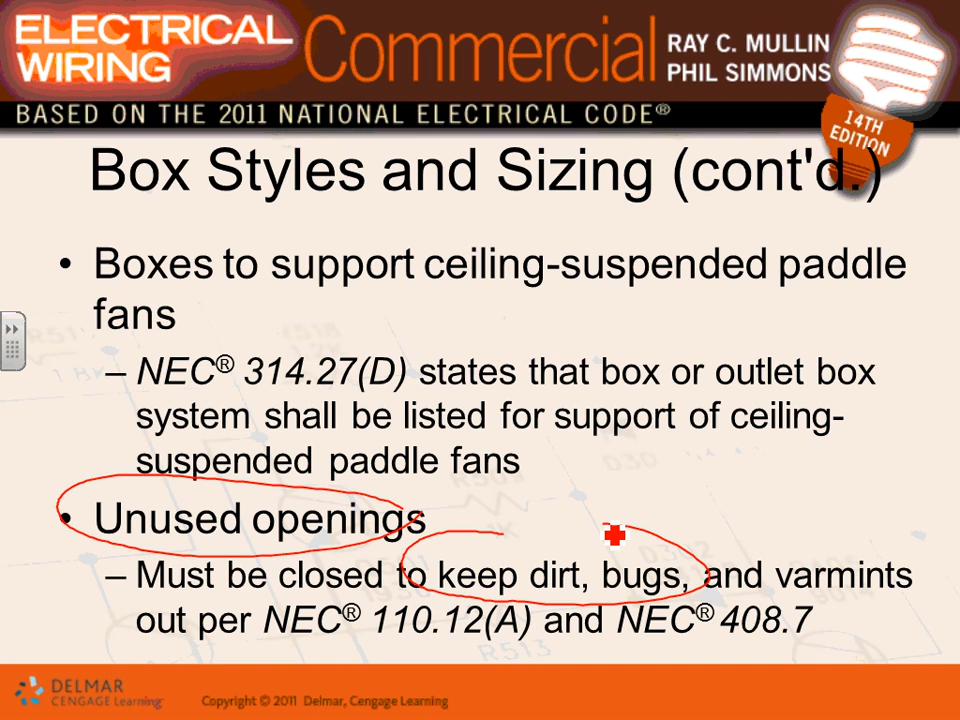 ELECTRICAL WIRING Commercial RAY C. MULLIN PHIL SIMMONS
BASED ON THE 2011 NATIONAL ELECTRICAL CODE®
14TH EDITION
Box Styles and Sizing (cont'd.)
• Boxes to support ceiling-suspended paddle
fans
– NEC® 314.27(D) states that box or outlet box
system shall be listed for support of ceiling-
suspended paddle fans
• Unused openings
– Must be closed to keep dirt, bugs, and varmints
out per NEC® 110.12(A) and NEC® 408.7
R513
DELMAR
CENGAGE Learning
Copyright © 2011 Delmar, Cengage Learning